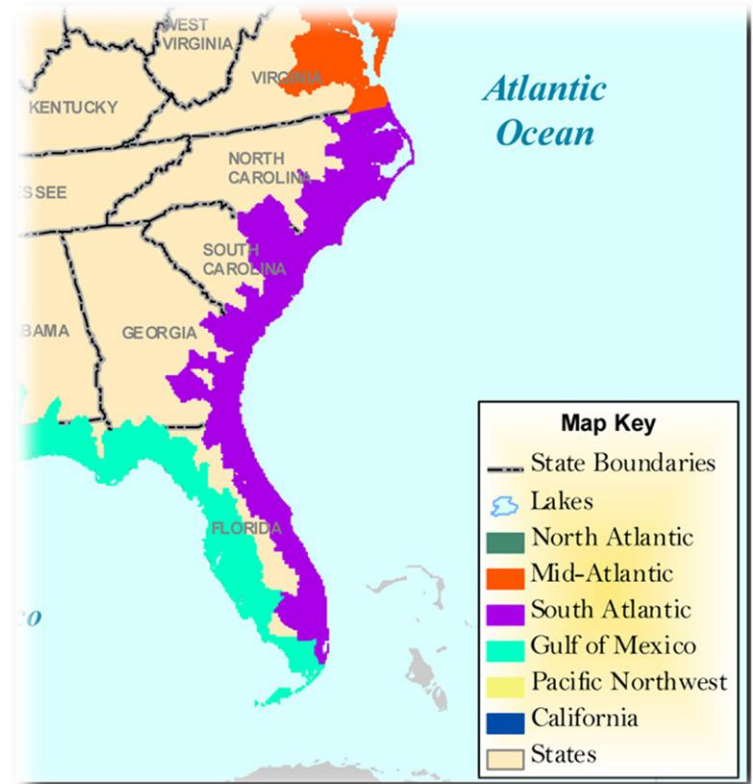 WEST
VIRGINIA
VIRGINIA
KENTUCKY
Atlantic
Ocean
NORTH
CAROLINA
SSEE
SOUTH
CAROLINA
BAMA
GEORGIA
FLORIDA
co
Map Key
State Boundaries
Lakes
North Atlantic
Mid-Atlantic
South Atlantic
Gulf of Mexico
Pacific Northwest
California
States